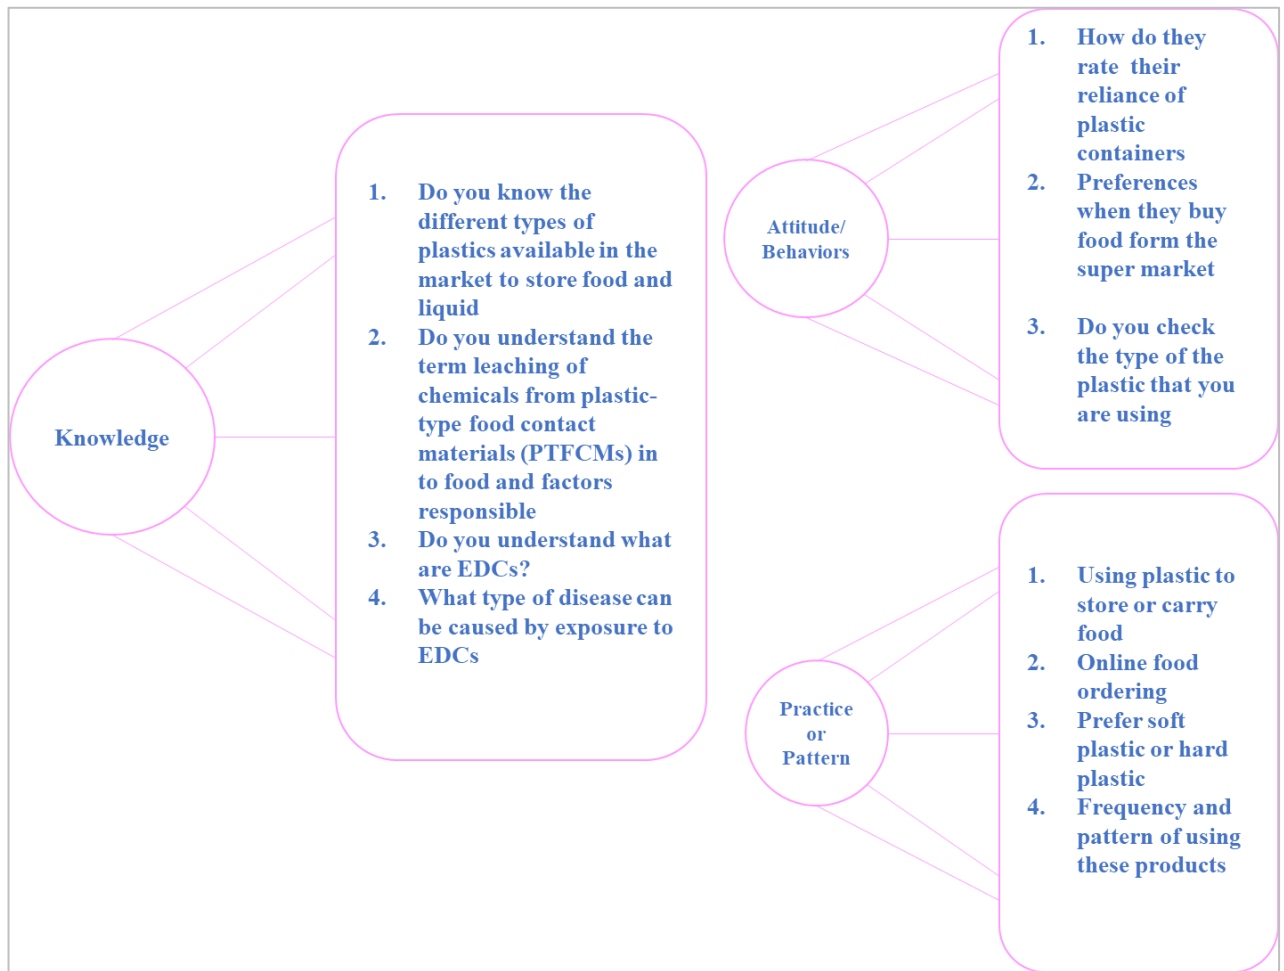 Knowledge
1. Do you know the
different types of
plastics available in the
market to store food and
liquid
2. Do you understand the
term leaching of
chemicals from plastic-
type food contact
materials (PTFCMs) in
to food and factors
responsible
3. Do you understand what
are EDCs?
4. What type of disease can
be caused by exposure to
EDCs
Attitude/
Behaviors
1. How do they
rate their
reliance of
plastic
containers
2. Preferences
when they buy
food form the
super market
3. Do you check
the type of the
plastic that you
are using
Practice
or
Pattern
1. Using plastic to
store or carry
food
2. Online food
ordering
3. Prefer soft
plastic or hard
plastic
4. Frequency and
pattern of using
these products